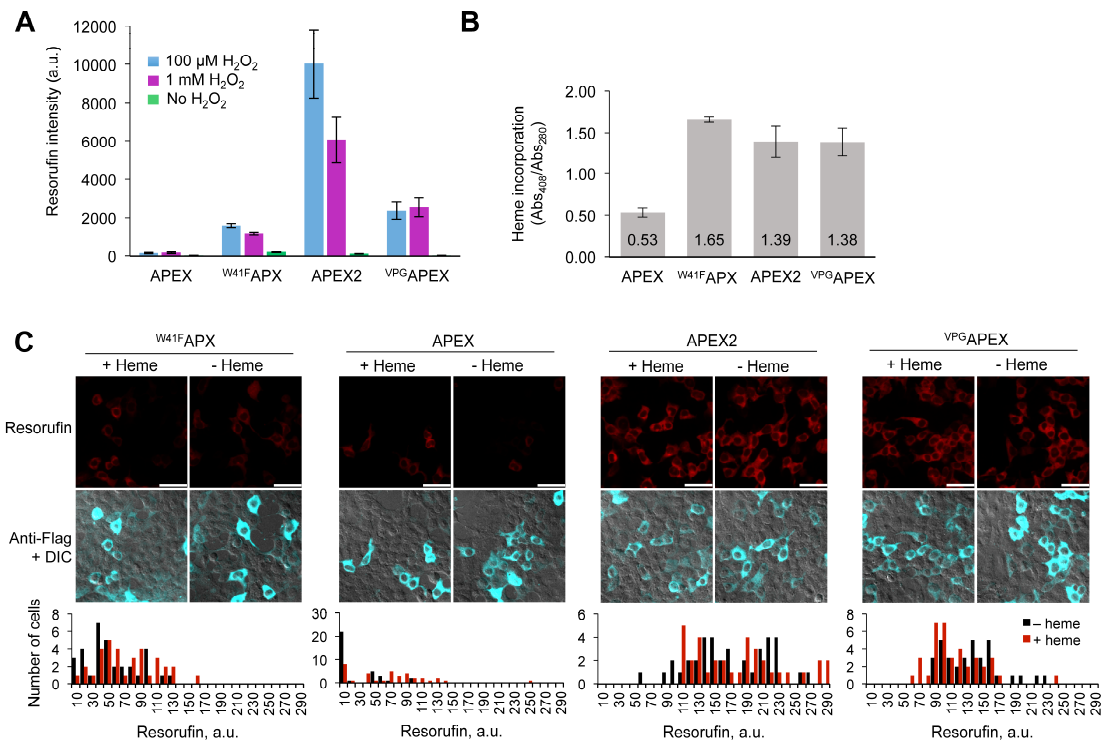 A
12000
10000
8000
6000
4000
2000
0
Resorufin intensity (a.u.)
100 µM H₂O₂
1 mM H₂O₂
No H₂O₂
APEX
W41FAPX
APEX2
VPGAPEX
B
2.00
1.50
1.00
0.50
0.00
Heme incorporation
(Abs₄₀₈/Abs₂₈₀)
0.53
1.65
1.39
1.38
APEX
W41FAPX
APEX2
VPGAPEX
C
W41FAPX
APEX
APEX2
VPGAPEX
+ Heme - Heme
+ Heme - Heme
+ Heme - Heme
+ Heme - Heme
Resorufin
Anti-Flag
+ DIC
Number of cells
8
6
4
2
0
10 30 50 70 90 110 130 150 170 190 210 230 250 270 290
Resorufin, a.u.
30
20
10
0
10 30 50 70 90 110 130 150 170 190 210 230 250 270 290
Resorufin, a.u.
6
4
2
0
10 30 50 70 90 110 130 150 170 190 210 230 250 270 290
Resorufin, a.u.
8
6
4
2
0
– heme
+ heme
10 30 50 70 90 110 130 150 170 190 210 230 250 270 290
Resorufin, a.u.